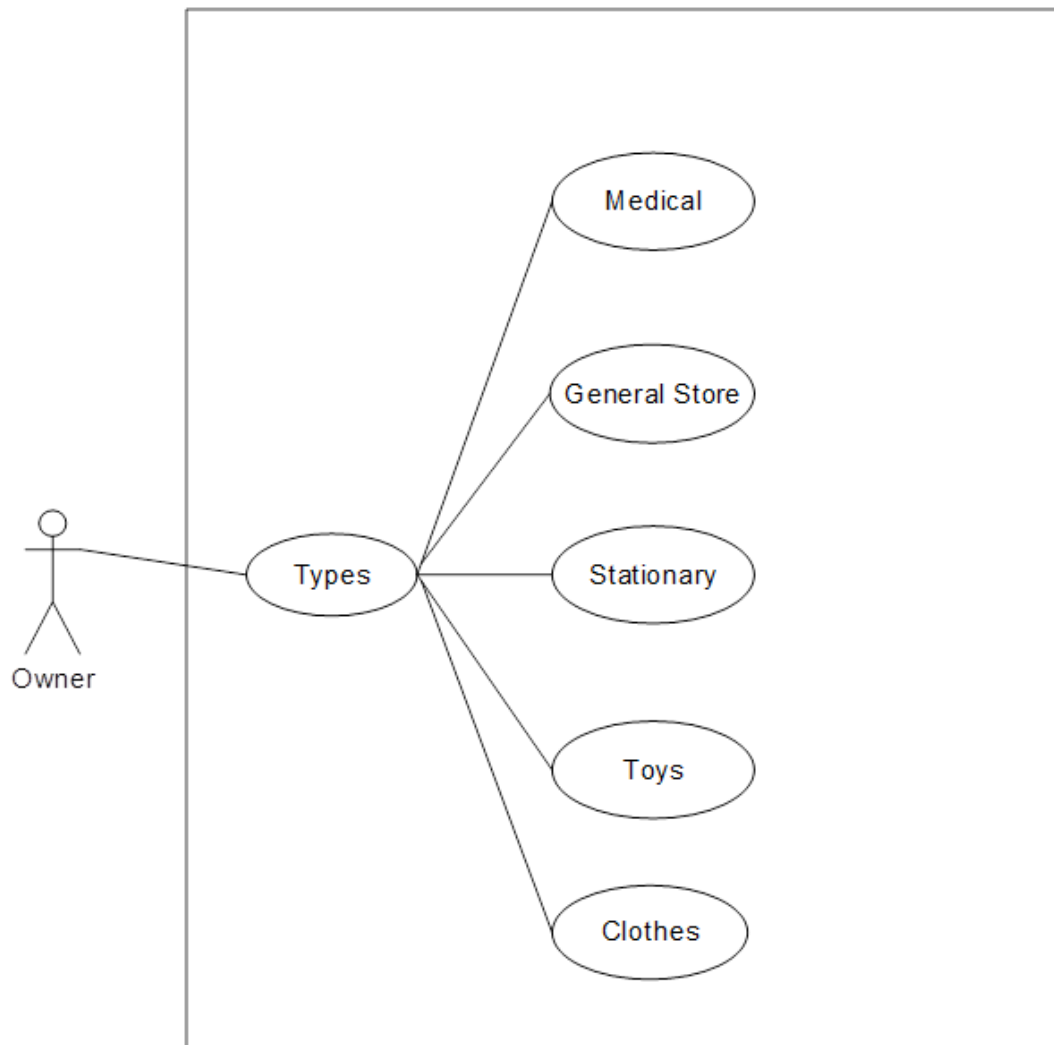 Medical
General Store
Owner
Types
Stationary
Toys
Clothes